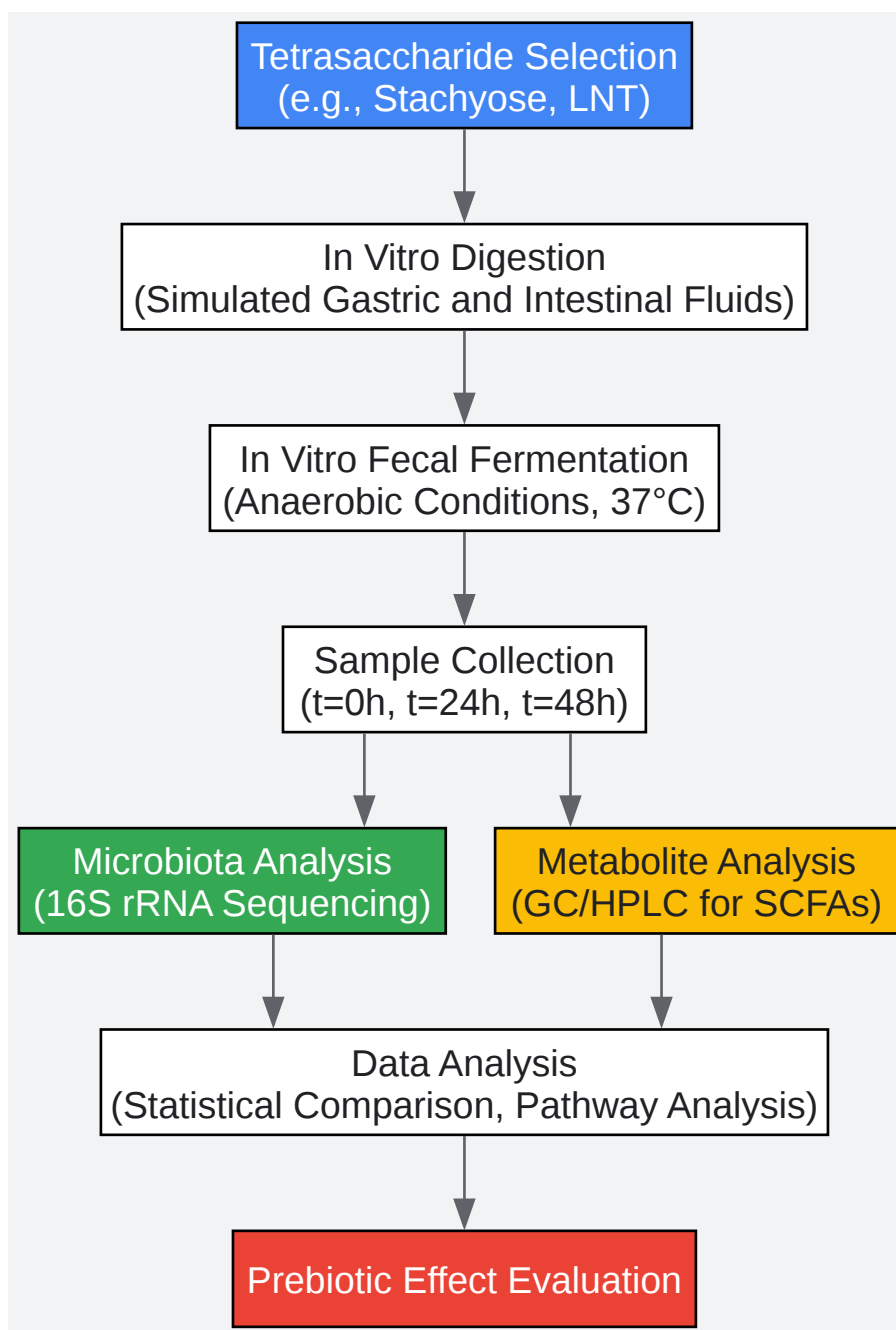 Tetrasaccharide Selection
(e.g., Stachyose, LNT)
In Vitro Digestion
(Simulated Gastric and Intestinal Fluids)
In Vitro Fecal Fermentation
(Anaerobic Conditions, 37°C)
Sample Collection
(t=0h, t=24h, t=48h)
Microbiota Analysis
(16S rRNA Sequencing)
Metabolite Analysis
(GC/HPLC for SCFAs)
Data Analysis
(Statistical Comparison, Pathway Analysis)
Prebiotic Effect Evaluation